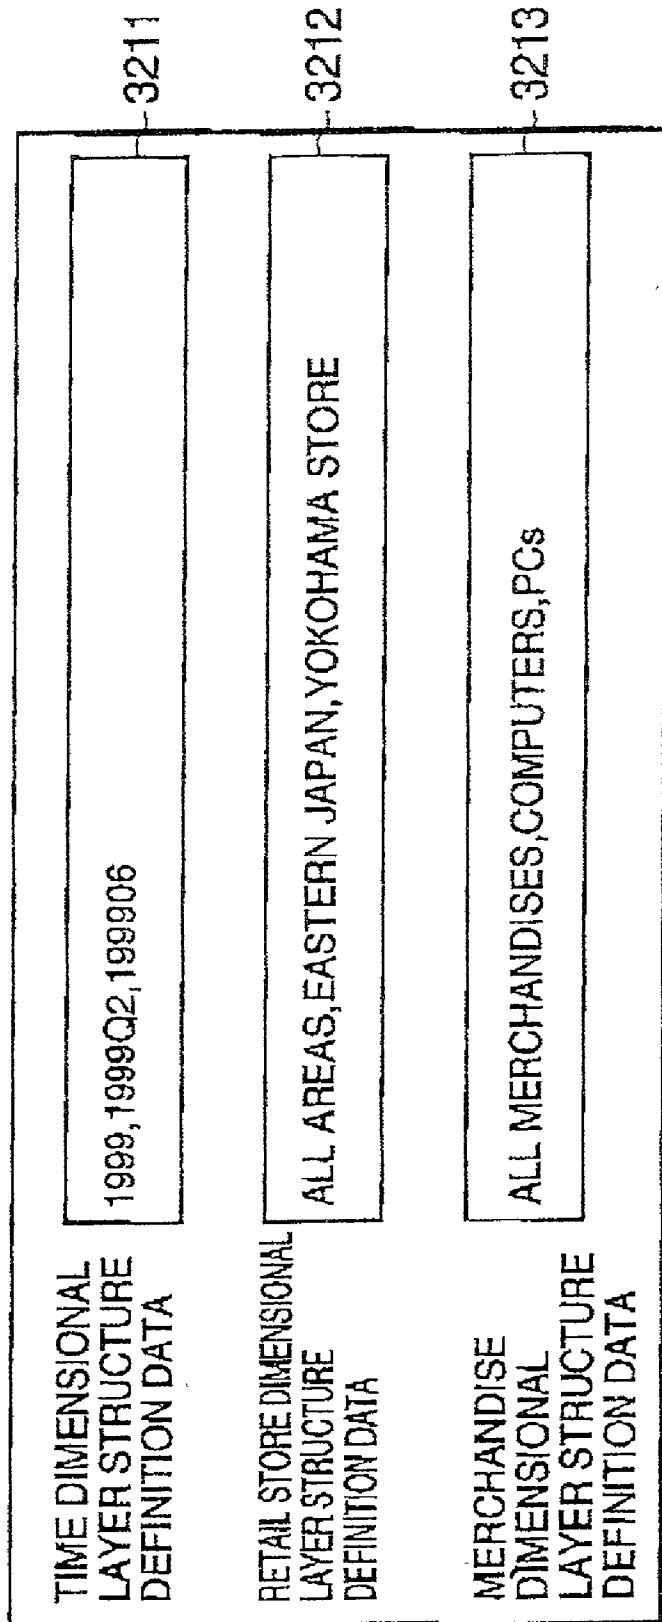 TIME DIMENSIONAL
LAYER STRUCTURE
DEFINITION DATA
1999,1999Q2,199906
3211
RETAIL STORE DIMENSIONAL
LAYER STRUCTURE
DEFINITION DATA
ALL AREAS,EASTERN JAPAN,YOKOHAMA STORE
3212
MERCHANDISE
DIMENSIONAL
LAYER STRUCTURE
DEFINITION DATA
ALL MERCHANDISES,COMPUTERS,PCs
3213